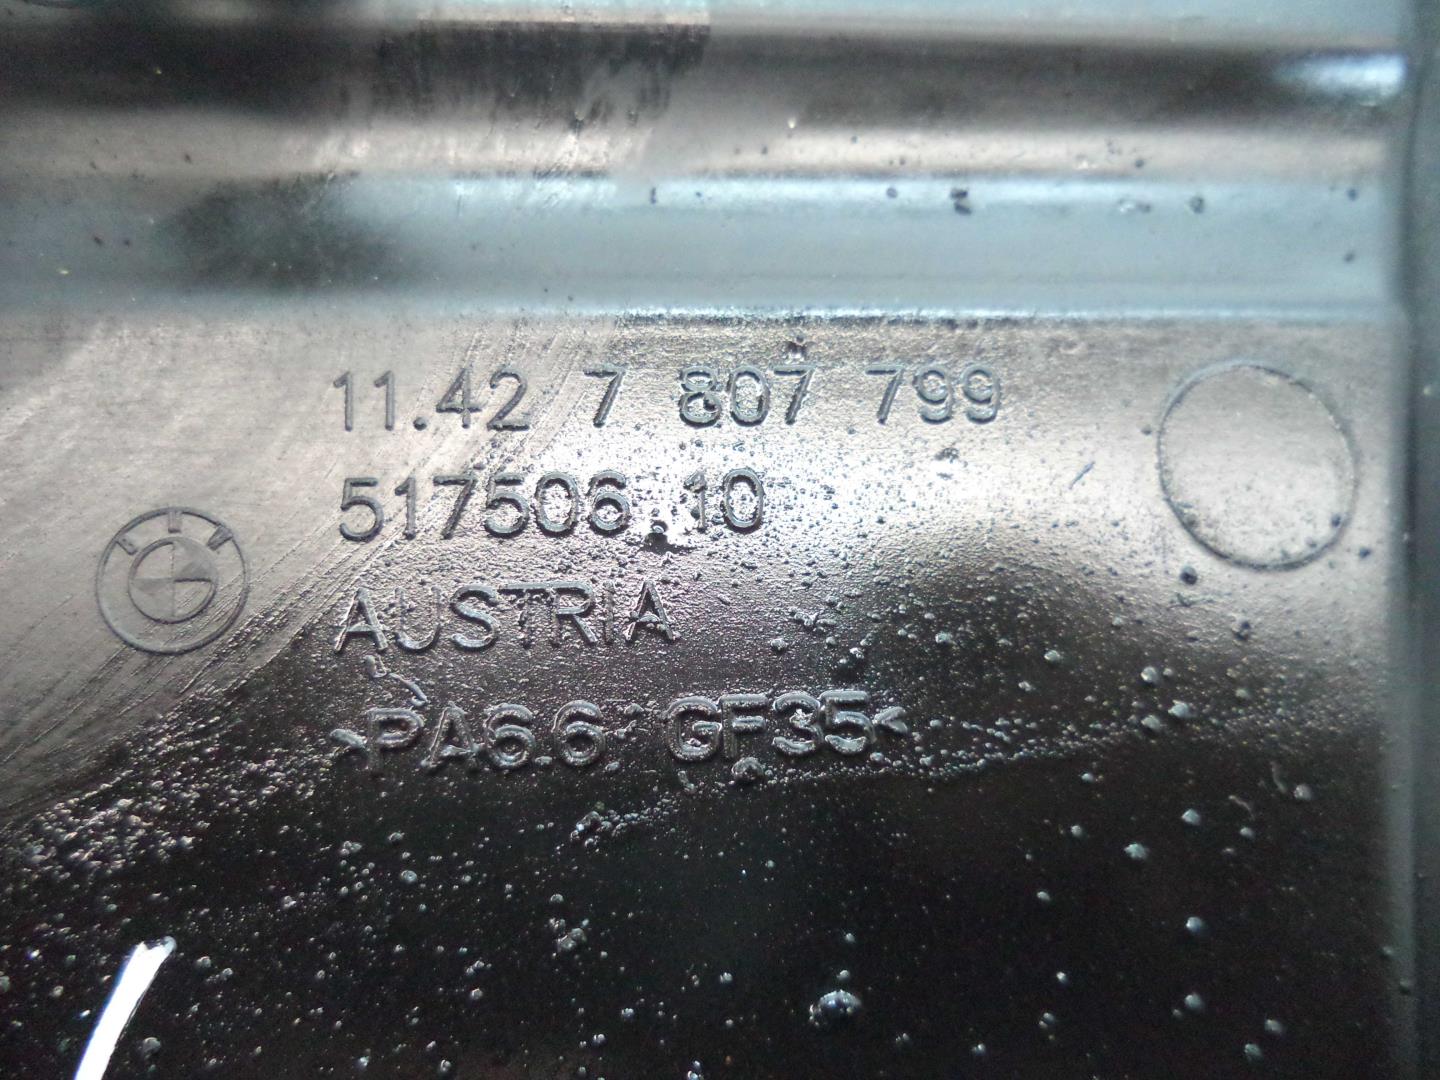 11.42 7 807 799
517506.10
AUSTRIA
>PA6.6 GF35<